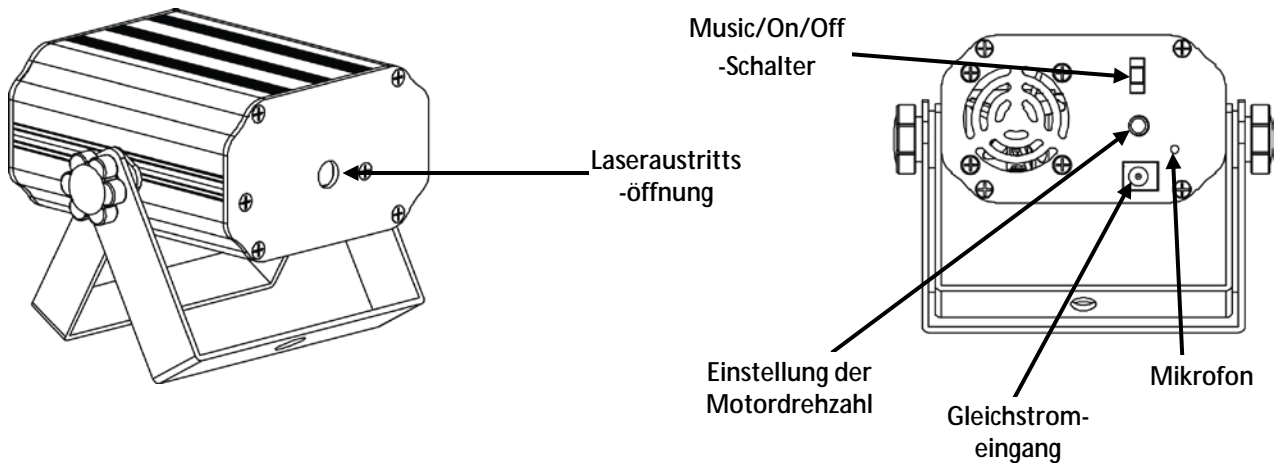 Music/On/Off
-Schalter
Laseraustritts
-öffnung
Einstellung der
Motordrehzahl
Gleichstrom-
eingang
Mikrofon